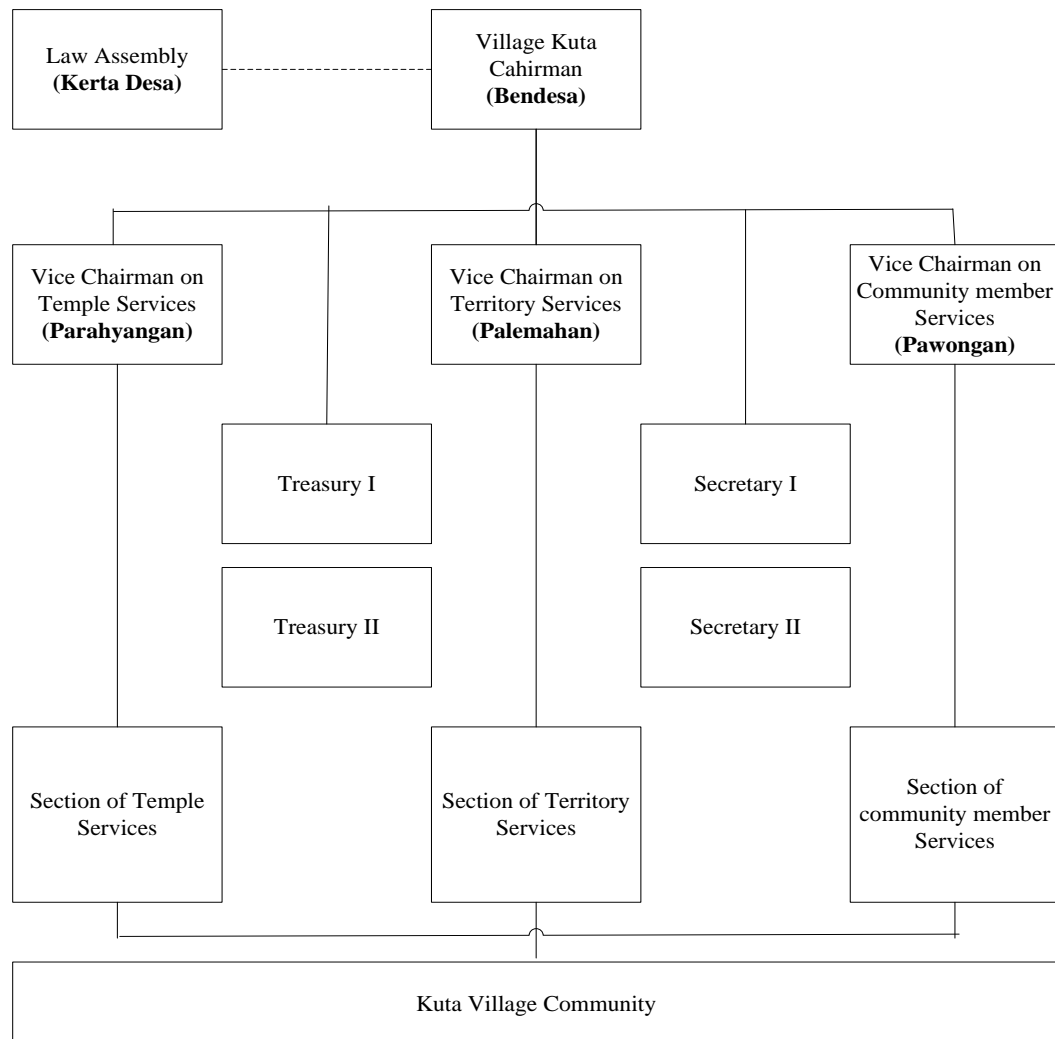 Law Assembly
(Kerta Desa)
Village Kuta
Cahirman
(Bendesa)
Vice Chairman on
Temple Services
(Parahyangan)
Vice Chairman on
Territory Services
(Palemahan)
Vice Chairman on
Community member
Services
(Pawongan)
Treasury I
Secretary I
Treasury II
Secretary II
Section of Temple
Services
Section of Territory
Services
Section of
community member
Services
Kuta Village Community